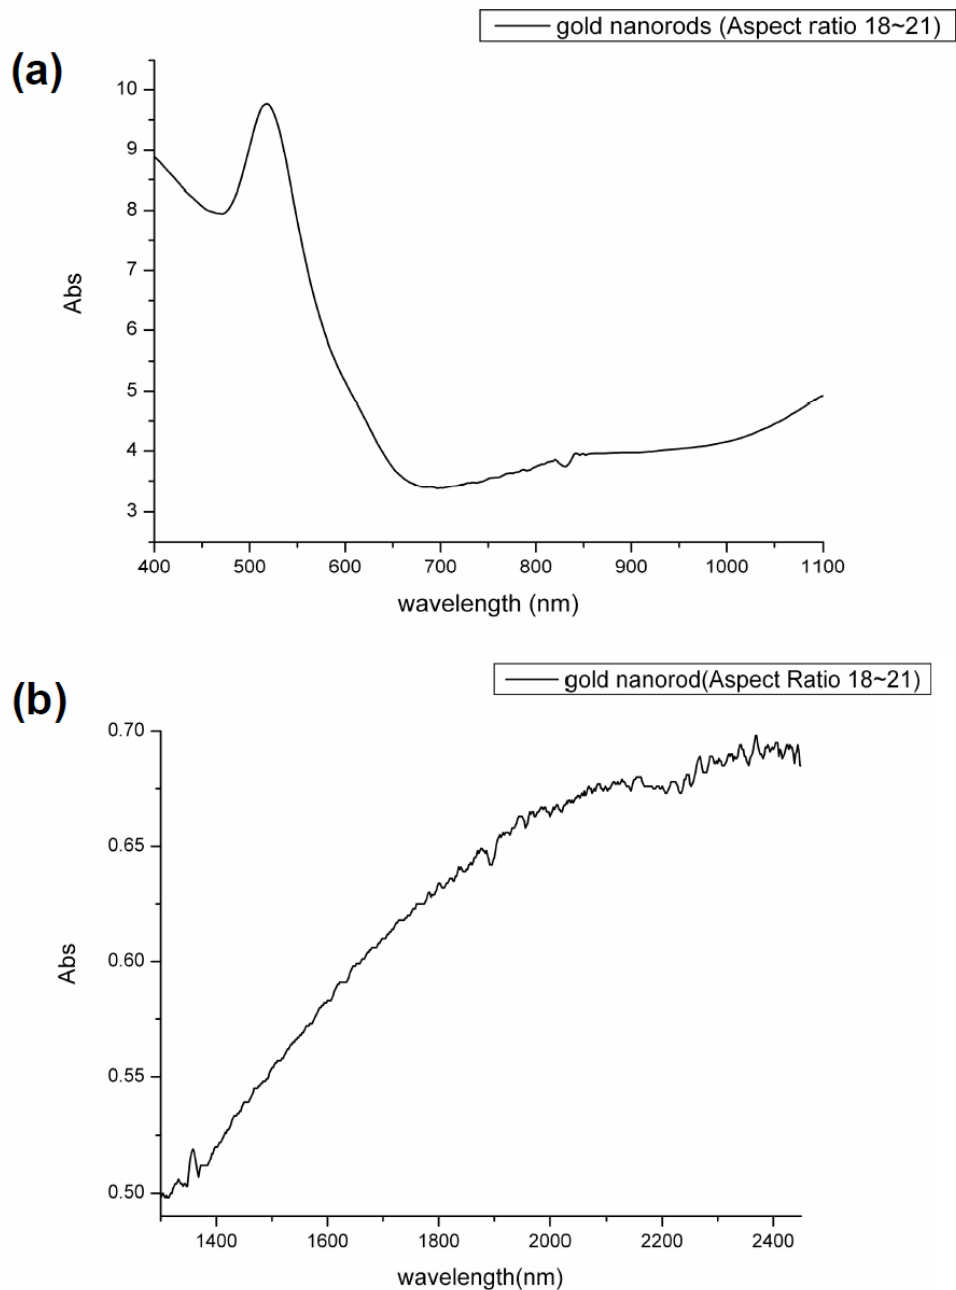 gold nanorods (Aspect ratio 18~21)
(a)
10
9
8
7
6
5
4
3
Abs
400 500 600 700 800 900 1000 1100
wavelength (nm)
gold nanorod(Aspect Ratio 18~21)
(b)
0.70
0.65
0.60
0.55
0.50
Abs
1400 1600 1800 2000 2200 2400
wavelength(nm)